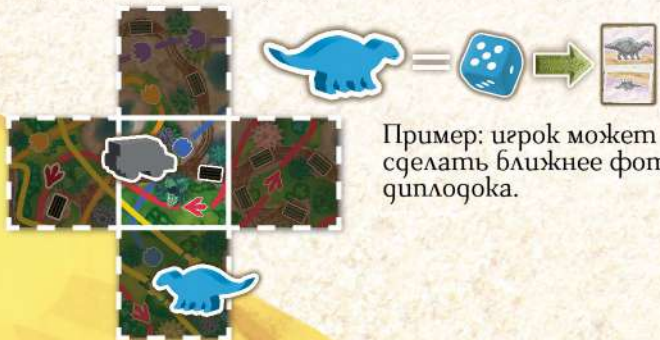 Пример: игрок может
сделать ближнее фот
диплодока.